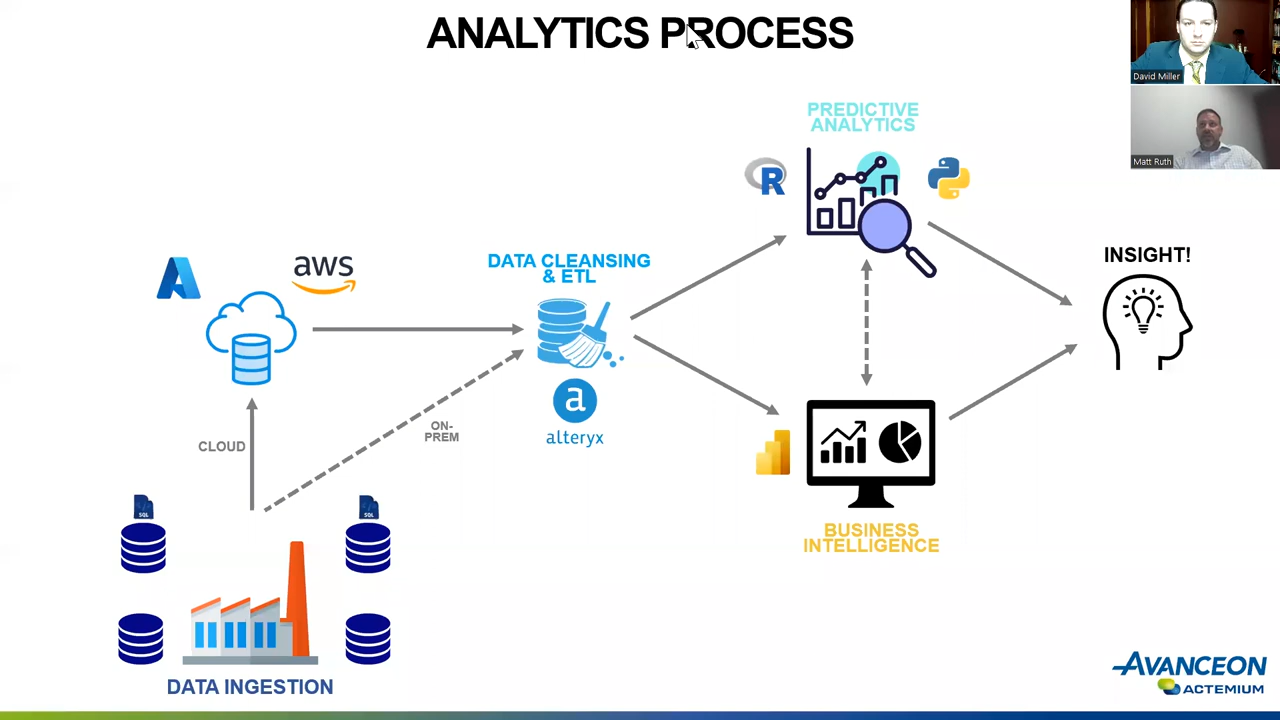 ANALYTICS PROCESS
David Miller
Matt Ruth
PREDICTIVE
ANALYTICS
R
aws
DATA CLEANSING
& ETL
INSIGHT!
a
alteryx
CLOUD
ON-
PREM
SQL
SQL
BUSINESS
INTELLIGENCE
DATA INGESTION
AVANCEON
ACTEMIUM